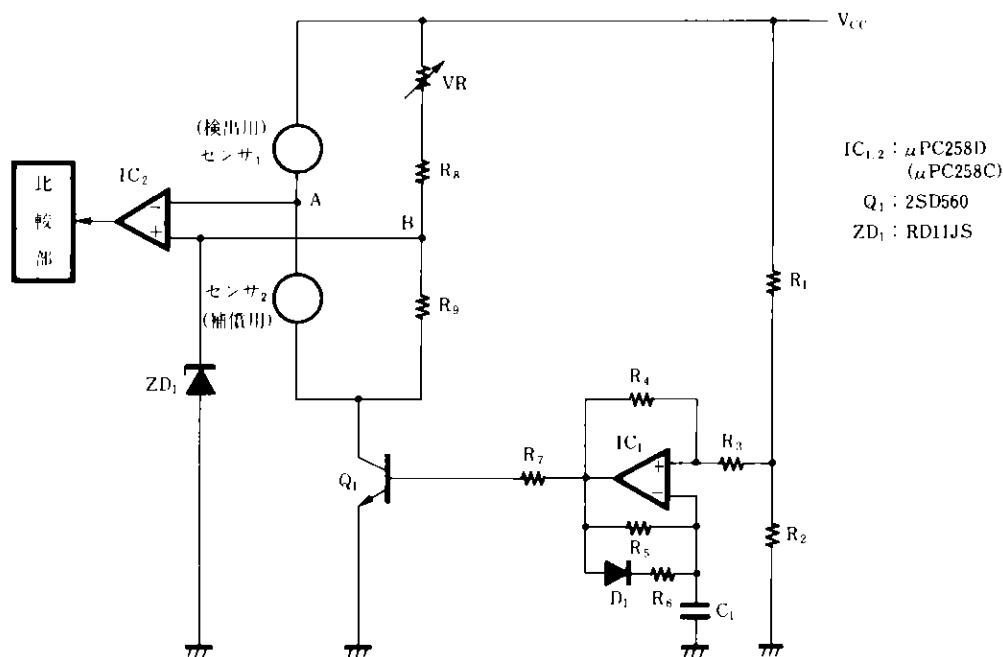 V_CC
VR
(検出用)
センサ₁
IC₂
比較部
−
+
A
R₈
B
センサ₂
(補償用)
R₉
ZD₁
Q₁
R₇
R₄
IC₁
+
−
R₃
R₅
D₁
R₆
C₁
R₁
R₂
IC₁.₂ : μPC258D
(μPC258C)
Q₁ : 2SD560
ZD₁ : RD11JS